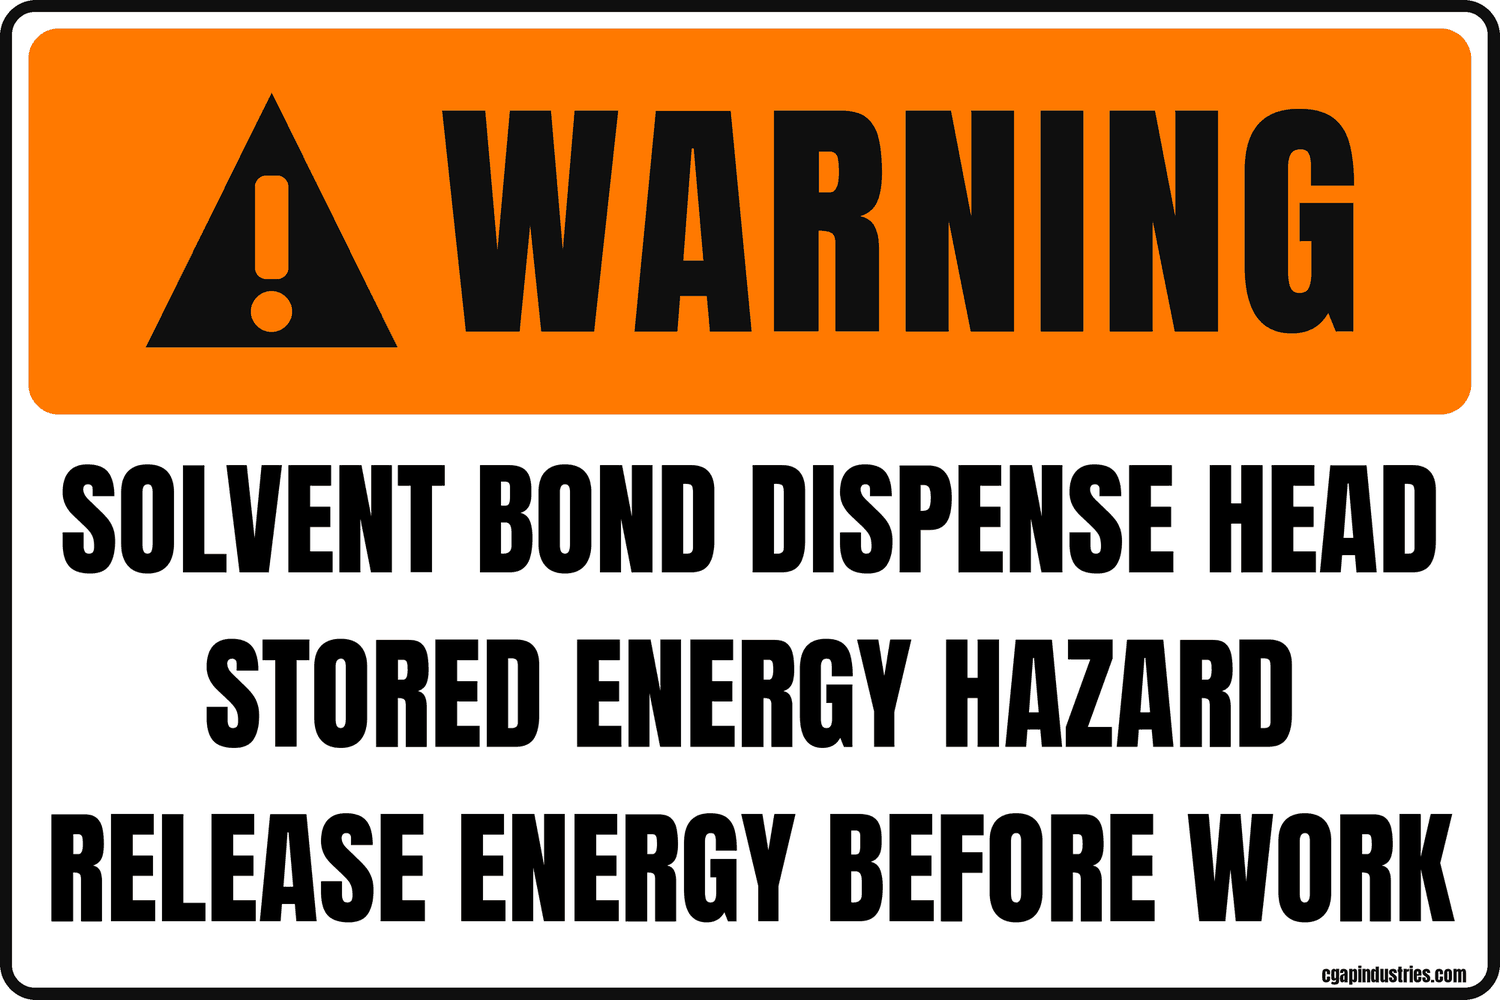 WARNING
SOLVENT BOND DISPENSE HEAD
STORED ENERGY HAZARD
RELEASE ENERGY BEFORE WORK
cgapindustries.com